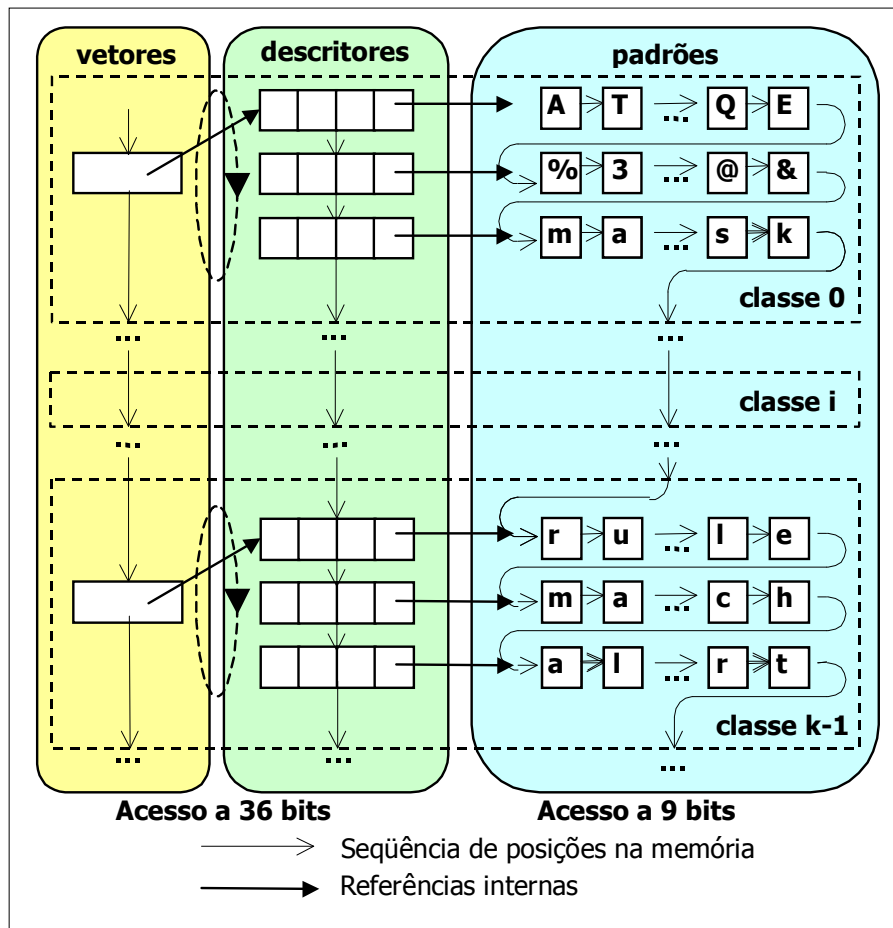 vetores descritores padrões
A T ... Q E
% 3 ... @ &
m a ... s k
classe 0
... ... ...
classe i
... ... ...
r u ... l e
m a ... c h
a l ... r t
classe k-1
... ... ...
Acesso a 36 bits Acesso a 9 bits
Seqüência de posições na memória
Referências internas